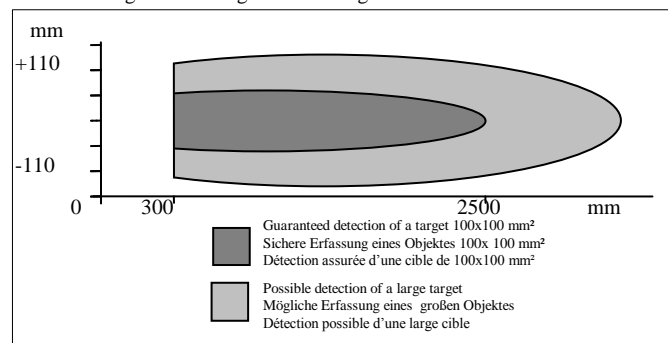 mm
+110
-110
0 300 2500 mm
Guaranteed detection of a target 100x100 mm²
Sichere Erfassung eines Objektes 100x 100 mm²
Détection assurée d’une cible de 100x100 mm²
Possible detection of a large target
Mögliche Erfassung eines großen Objektes
Détection possible d’une large cible